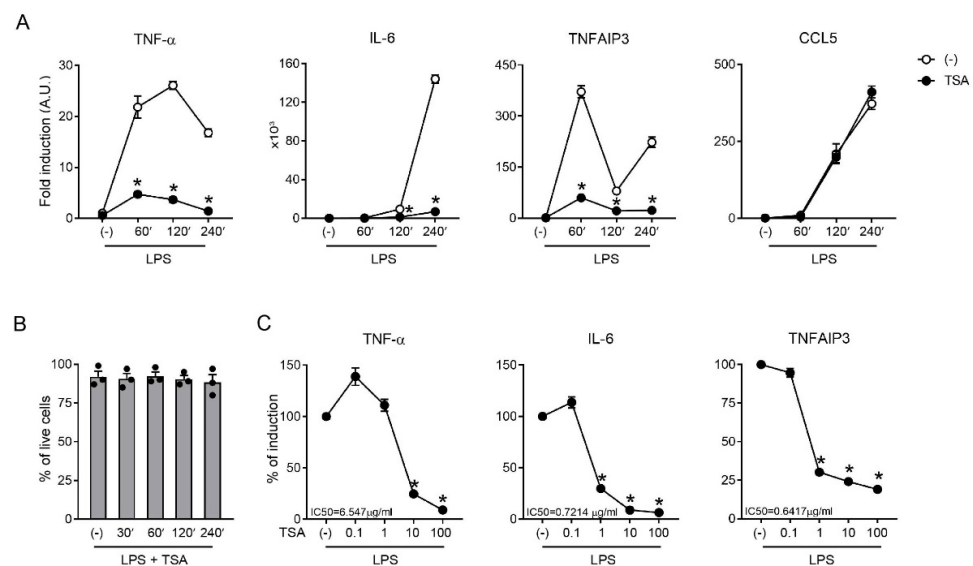 A
TNF-α
IL-6
TNFAIP3
CCL5
(-)
TSA
Fold induction (A.U.)
30
20
10
0
* * *
(-) 60′ 120′ 240′
LPS
x10³
160
120
80
40
0
* *
(-) 60′ 120′ 240′
LPS
450
300
150
0
* * *
(-) 60′ 120′ 240′
LPS
500
250
0
(-) 60′ 120′ 240′
LPS
B
% of live cells
100
75
50
25
0
(-) 30′ 60′ 120′ 240′
LPS + TSA
C
TNF-α
IL-6
TNFAIP3
% of induction
150
100
50
0
* *
IC50=6.547µg/ml
TSA (-) 0.1 1 10 100
LPS
150
100
50
0
* * *
IC50=0.7214 µg/ml
(-) 0.1 1 10 100
LPS
100
75
50
25
0
* * *
IC50=0.6417µg/ml
(-) 0.1 1 10 100
LPS